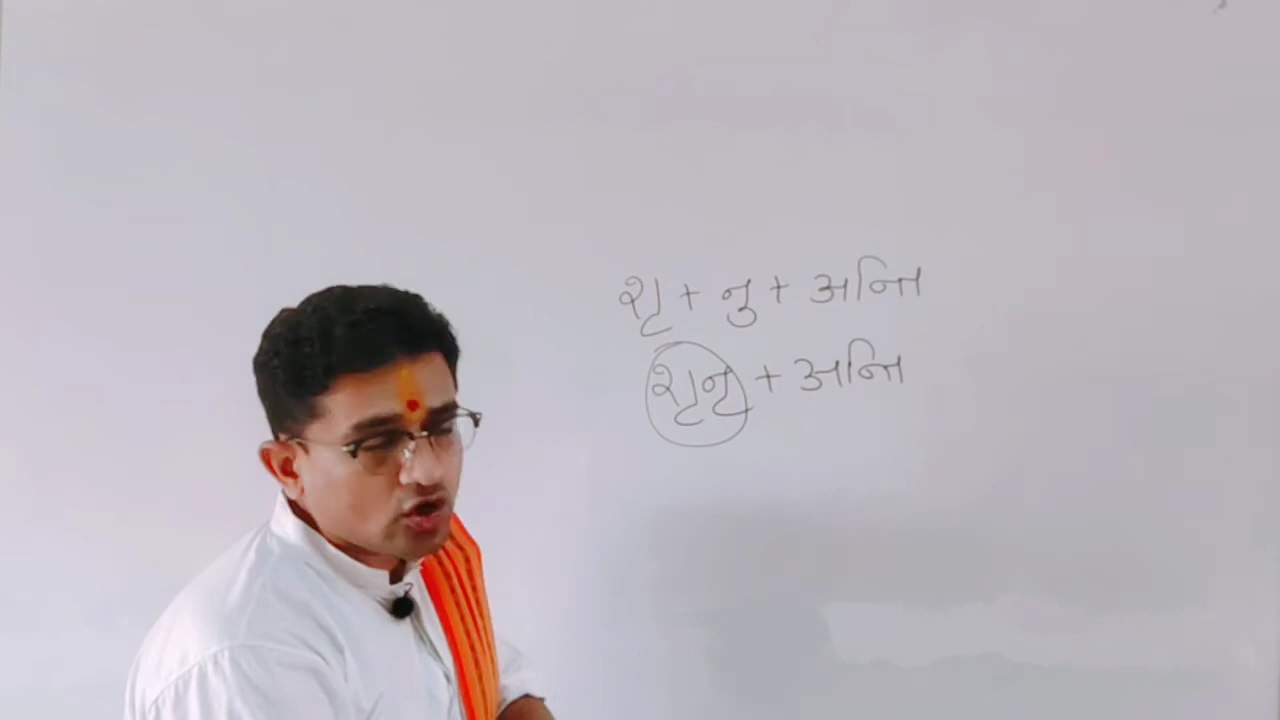 शृ + नु + अन्ति
शृनु + अन्ति